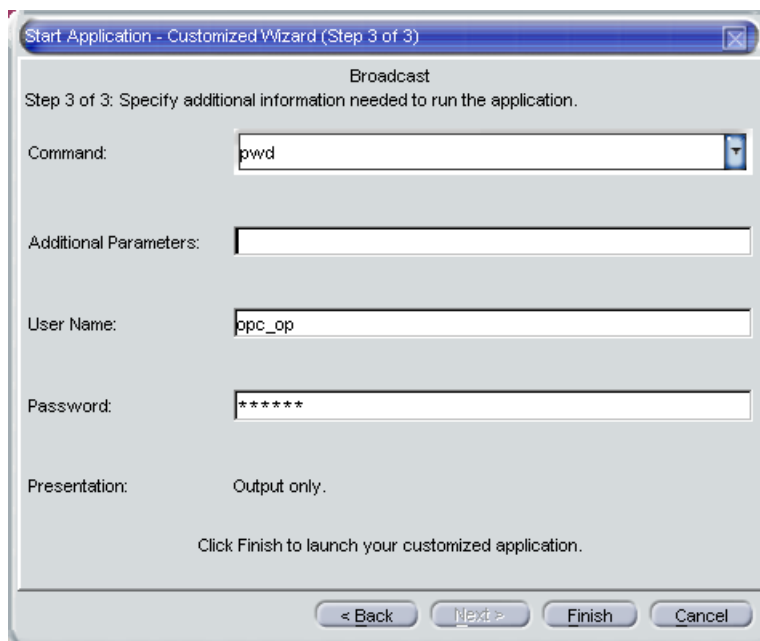 Start Application - Customized Wizard (Step 3 of 3)
Broadcast
Step 3 of 3: Specify additional information needed to run the application.
Command: pwd
Additional Parameters:
User Name: opc_op
Password: ******
Presentation: Output only.
Click Finish to launch your customized application.
< Back Next > Finish Cancel